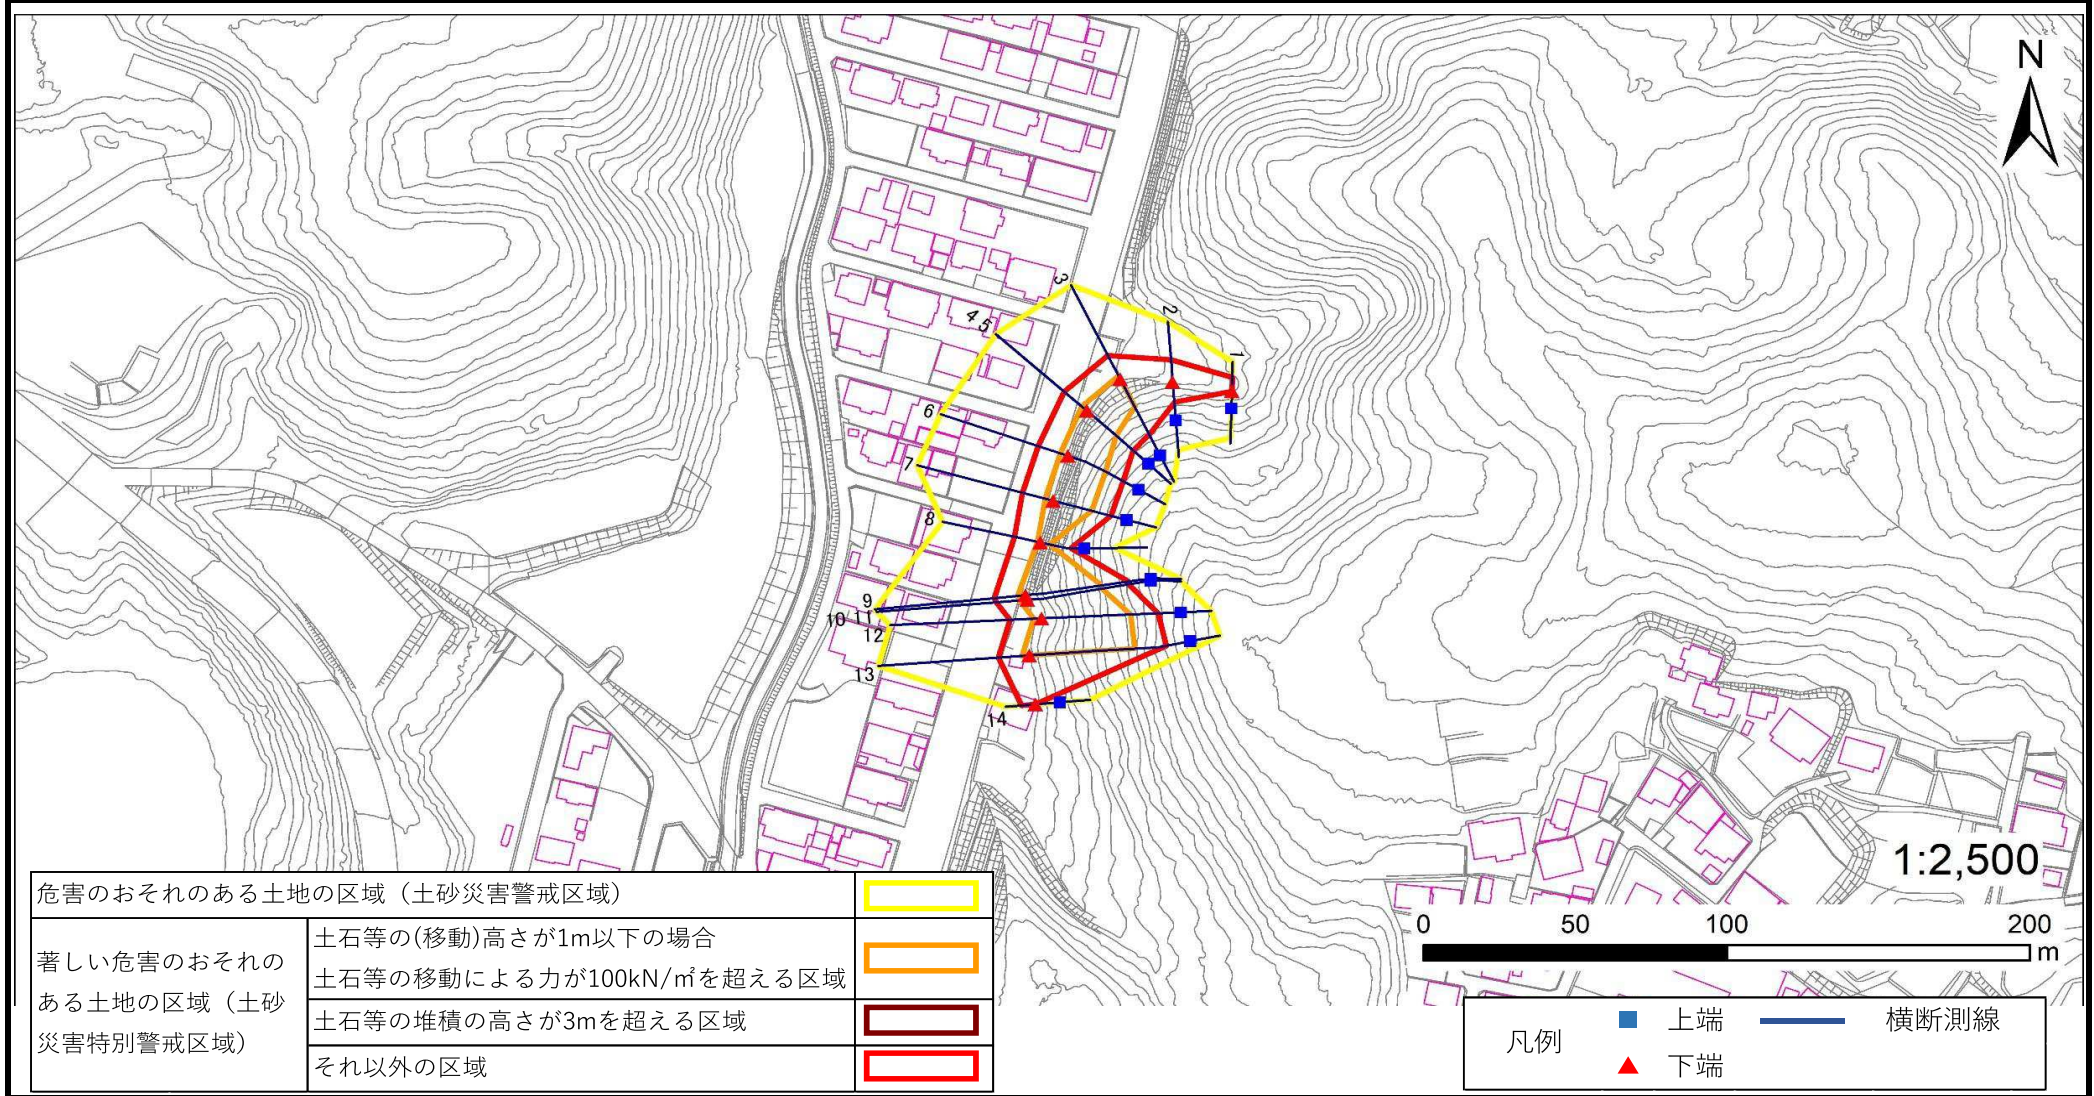 N
3
2
1
4 5
6
7
8
9
10 11
12
13
14
1:2,500
0 50 100 200
m
危害のおそれのある土地の区域（土砂災害警戒区域）
著しい危害のおそれの
ある土地の区域（土砂
災害特別警戒区域）
土石等の(移動)高さが1m以下の場合
土石等の移動による力が100kN/㎡を超える区域
土石等の堆積の高さが3mを超える区域
それ以外の区域
凡例
上端
横断測線
下端